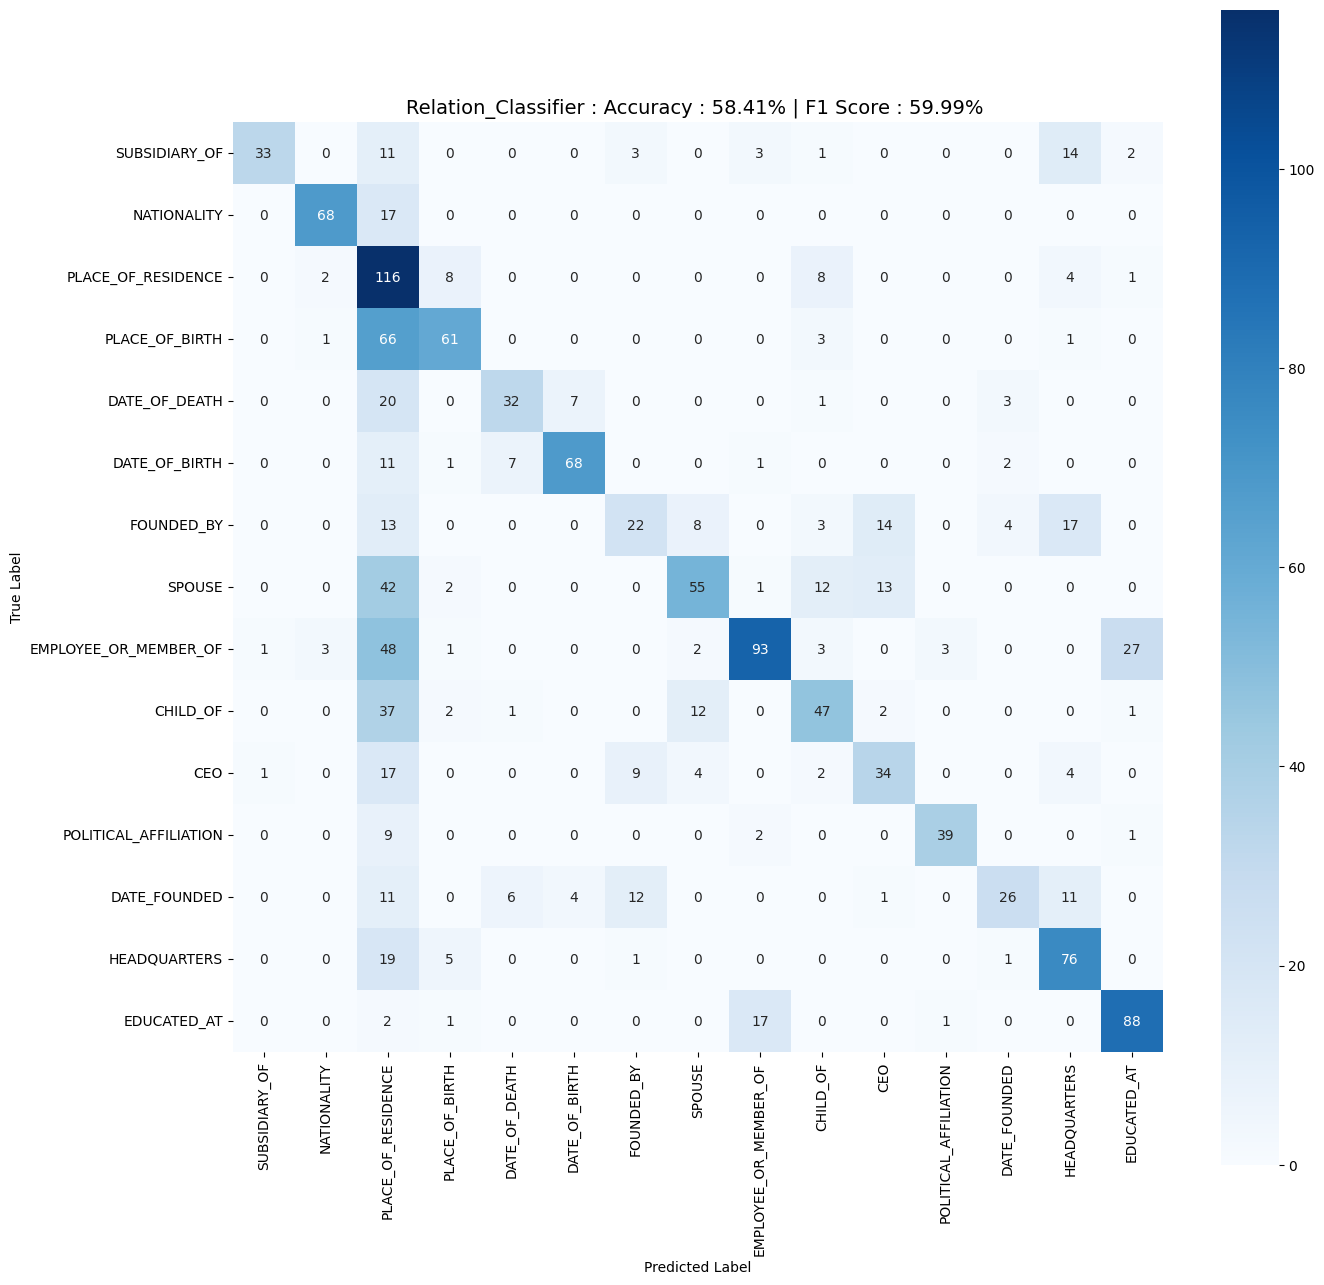 Relation_Classifier : Accuracy : 58.41% | F1 Score : 59.99%
True Label
SUBSIDIARY_OF 33 0 11 0 0 0 3 0 3 1 0 0 0 14 2
NATIONALITY 0 68 17 0 0 0 0 0 0 0 0 0 0 0 0
PLACE_OF_RESIDENCE 0 2 116 8 0 0 0 0 0 8 0 0 0 4 1
PLACE_OF_BIRTH 0 1 66 61 0 0 0 0 0 3 0 0 0 1 0
DATE_OF_DEATH 0 0 20 0 32 7 0 0 0 1 0 0 3 0 0
DATE_OF_BIRTH 0 0 11 1 7 68 0 0 1 0 0 0 2 0 0
FOUNDED_BY 0 0 13 0 0 0 22 8 0 3 14 0 4 17 0
SPOUSE 0 0 42 2 0 0 0 55 1 12 13 0 0 0 0
EMPLOYEE_OR_MEMBER_OF 1 3 48 1 0 0 0 2 93 3 0 3 0 0 27
CHILD_OF 0 0 37 2 1 0 0 12 0 47 2 0 0 0 1
CEO 1 0 17 0 0 0 9 4 0 2 34 0 0 4 0
POLITICAL_AFFILIATION 0 0 9 0 0 0 0 0 2 0 0 39 0 0 1
DATE_FOUNDED 0 0 11 0 6 4 12 0 0 0 1 0 26 11 0
HEADQUARTERS 0 0 19 5 0 0 1 0 0 0 0 0 1 76 0
EDUCATED_AT 0 0 2 1 0 0 0 0 17 0 0 1 0 0 88
SUBSIDIARY_OF
NATIONALITY
PLACE_OF_RESIDENCE
PLACE_OF_BIRTH
DATE_OF_DEATH
DATE_OF_BIRTH
FOUNDED_BY
SPOUSE
EMPLOYEE_OR_MEMBER_OF
CHILD_OF
CEO
POLITICAL_AFFILIATION
DATE_FOUNDED
HEADQUARTERS
EDUCATED_AT
Predicted Label
100
80
60
40
20
0